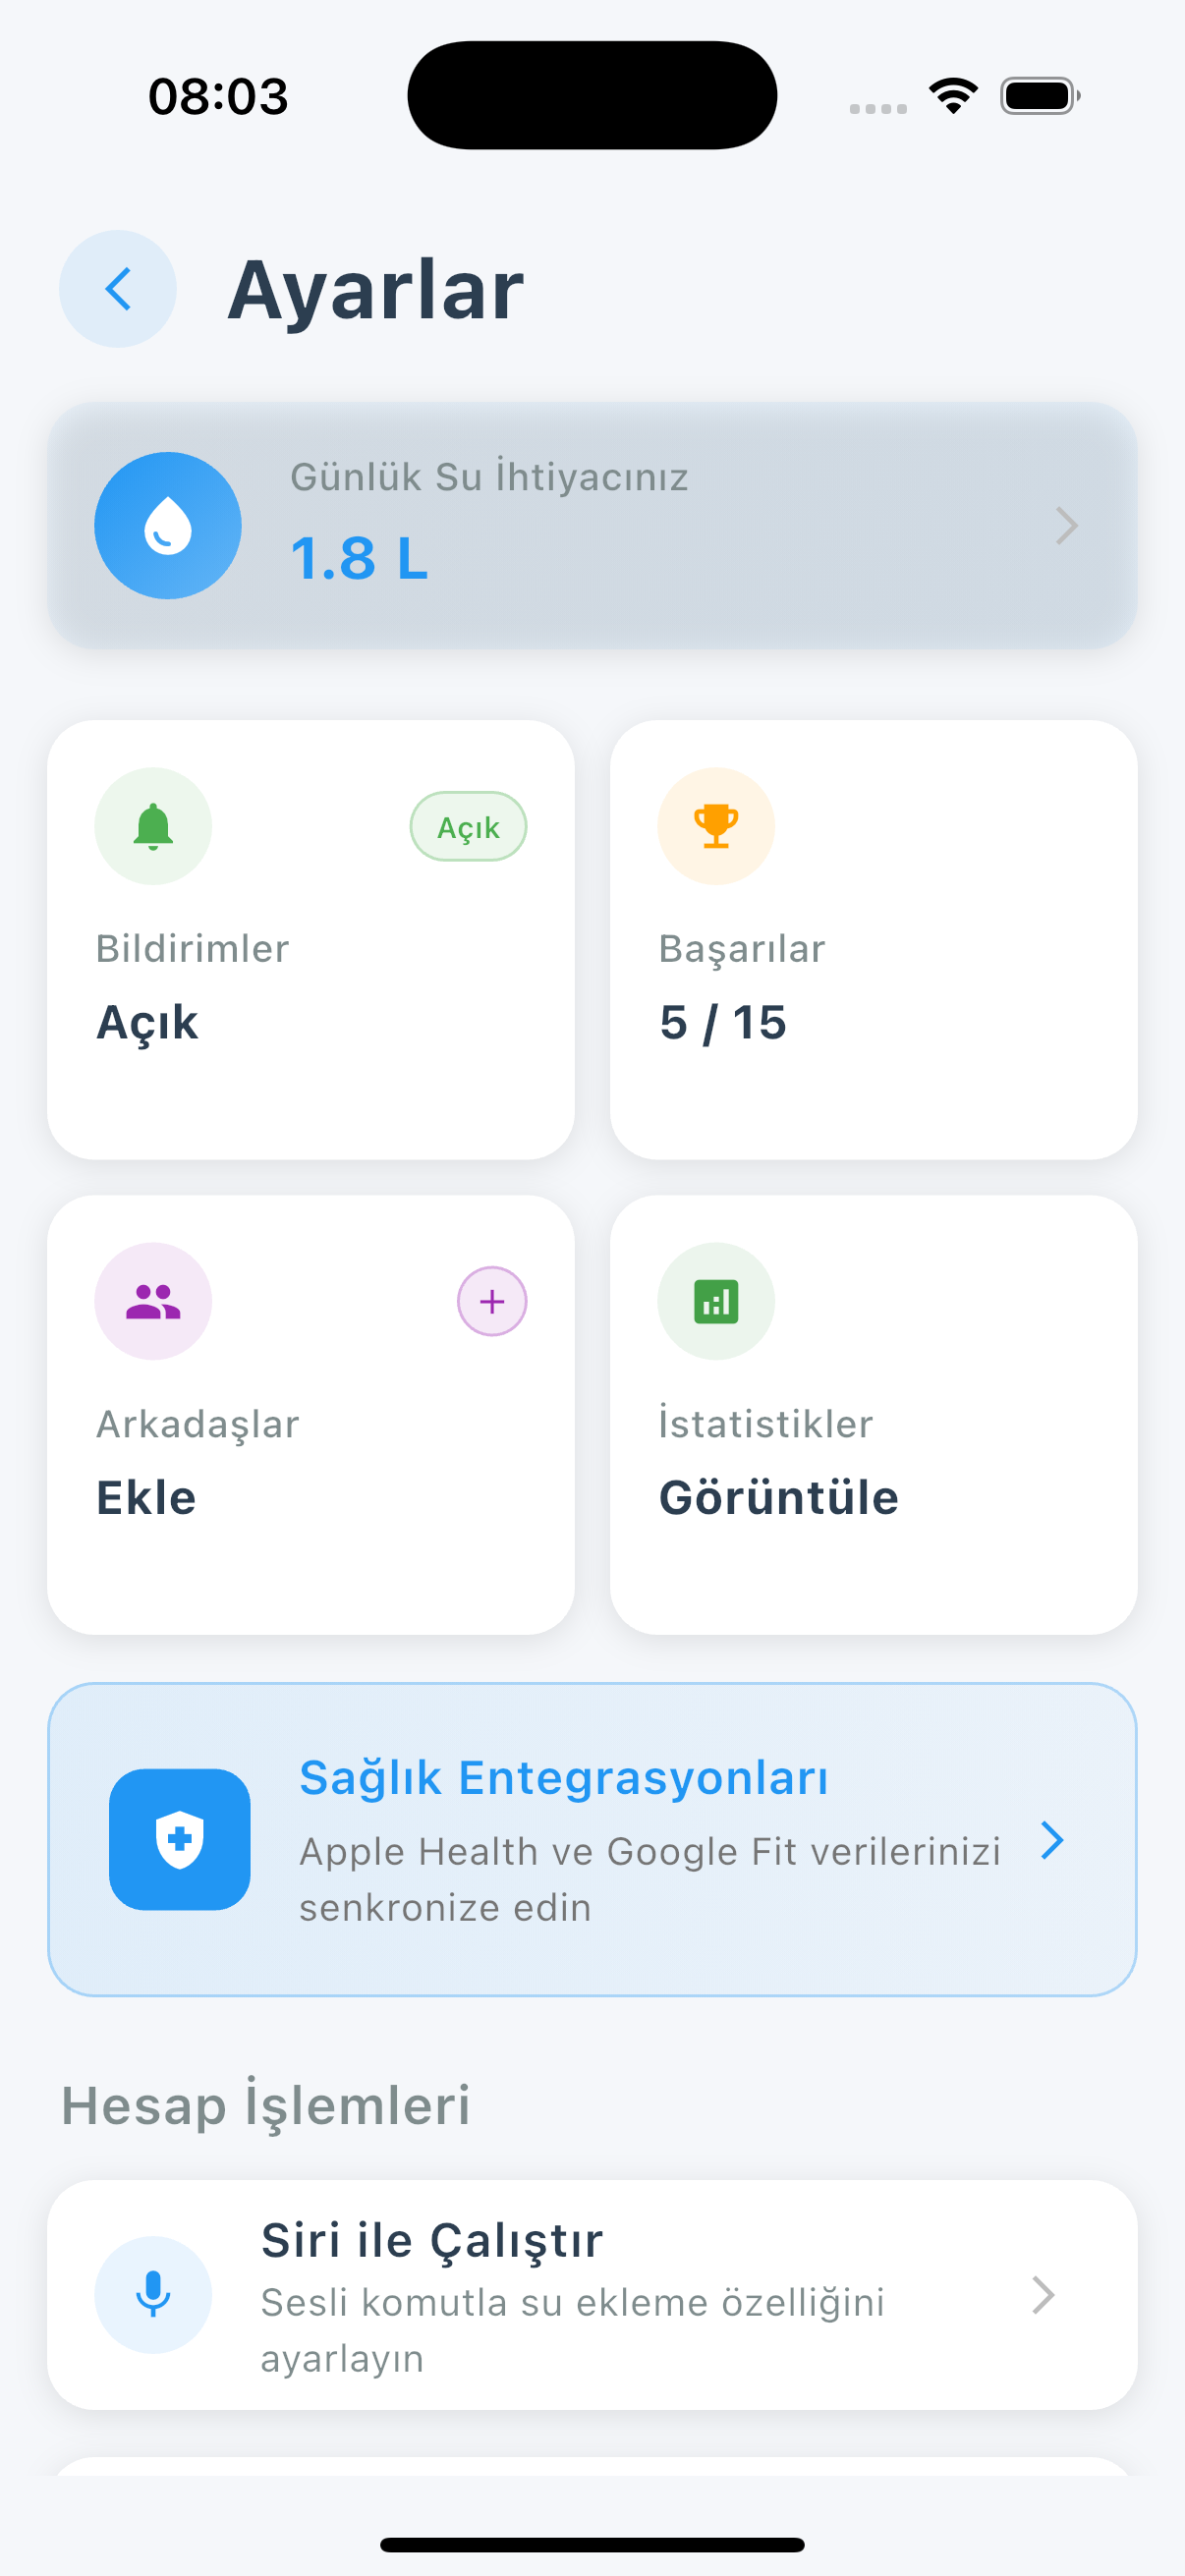 08:03
Ayarlar
Günlük Su İhtiyacınız
1.8 L
Açık
Bildirimler
Açık
Başarılar
5 / 15
Arkadaşlar
Ekle
İstatistikler
Görüntüle
Sağlık Entegrasyonları
Apple Health ve Google Fit verilerinizi
senkronize edin
Hesap İşlemleri
Siri ile Çalıştır
Sesli komutla su ekleme özelliğini
ayarlayın